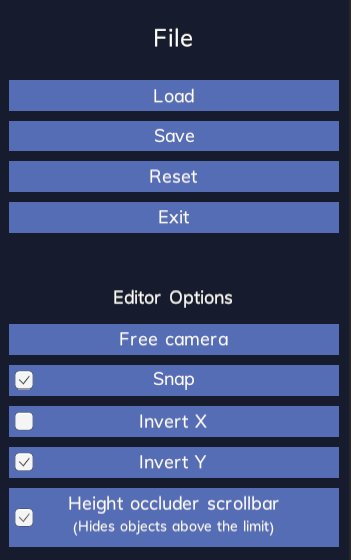 File
Load
Save
Reset
Exit
Editor Options
Free camera
Snap
Invert X
Invert Y
Height occluder scrollbar
(Hides objects above the limit)